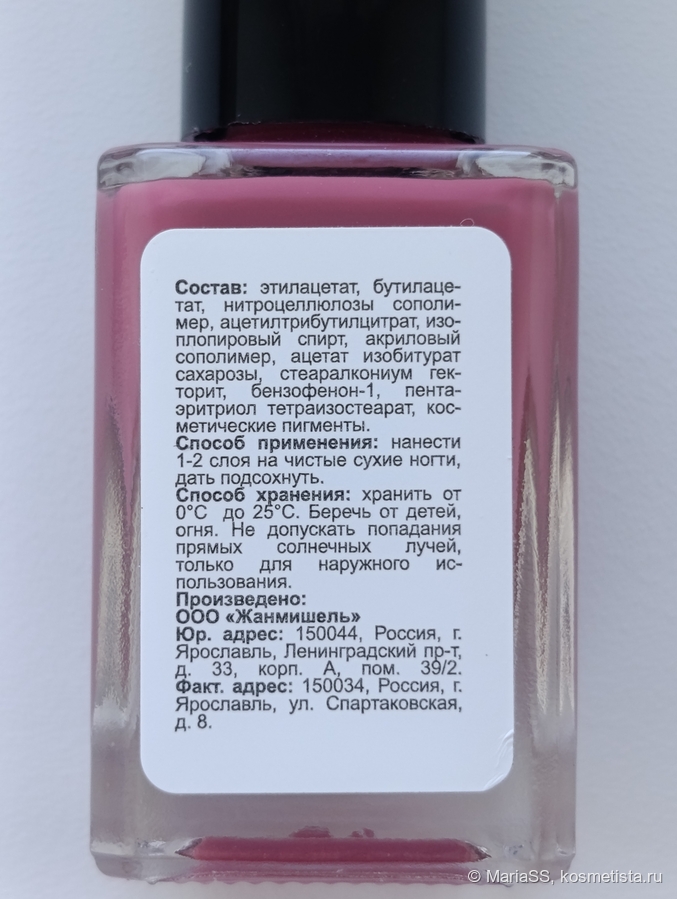 Состав: этилацетат, бутилаце-
тат, нитроцеллюлозы сополи-
мер, ацетилтрибутилцитрат, изо-
плопировый спирт, акриловый
сополимер, ацетат изобитурат
сахарозы, стеаралкониум гек-
торит, бензофенон-1, пента-
эритриол тетраизостеарат, кос-
метические пигменты.
Способ применения: нанести
1-2 слоя на чистые сухие ногти,
дать подсохнуть.
Способ хранения: хранить от
0°С до 25°С. Беречь от детей,
огня. Не допускать попадания
прямых солнечных лучей,
только для наружного ис-
пользования.
Произведено:
ООО «Жанмишель»
Юр. адрес: 150044, Россия, г.
Ярославль, Ленинградский пр-т,
д. 33, корп. А, пом. 39/2.
Факт. адрес: 150034, Россия, г.
Ярославль, ул. Спартаковская,
д. 8.
© MariaSS, kosmetista.ru